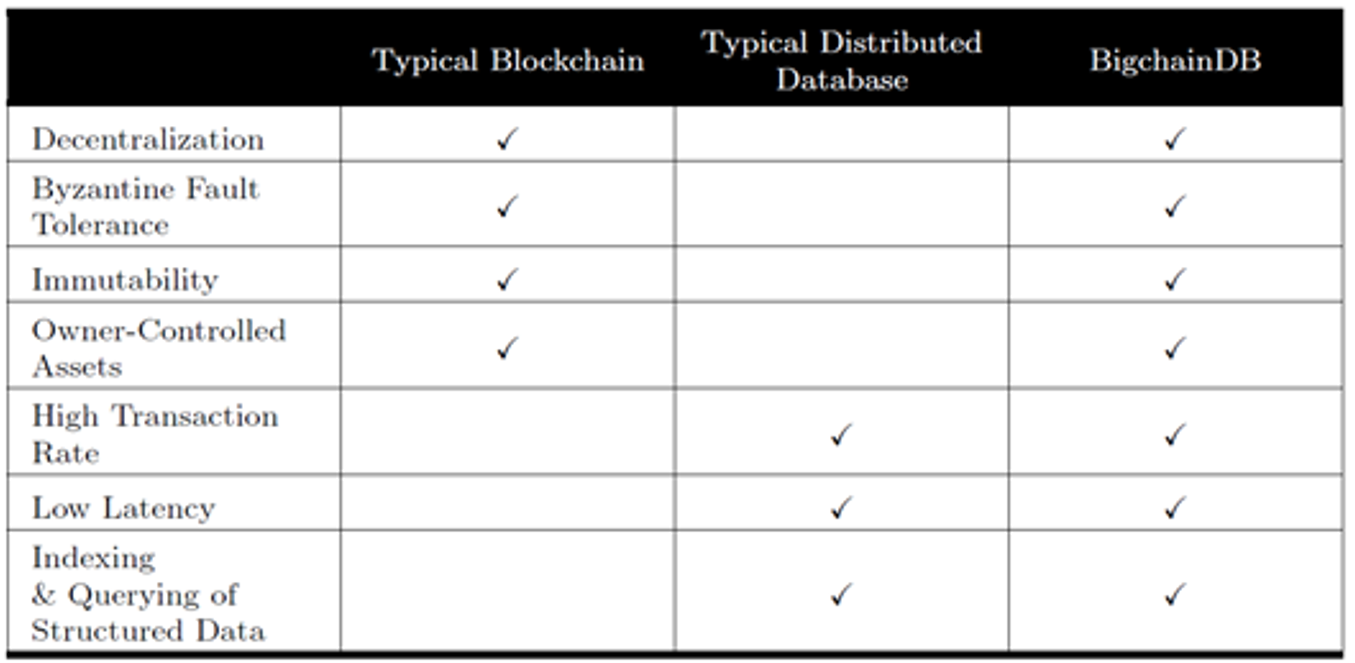 Typical Blockchain
Typical Distributed
Database
BigchainDB
Decentralization ✓ ✓
Byzantine Fault
Tolerance ✓ ✓
Immutability ✓ ✓
Owner-Controlled
Assets ✓ ✓
High Transaction
Rate ✓ ✓
Low Latency ✓ ✓
Indexing
& Querying of
Structured Data ✓ ✓